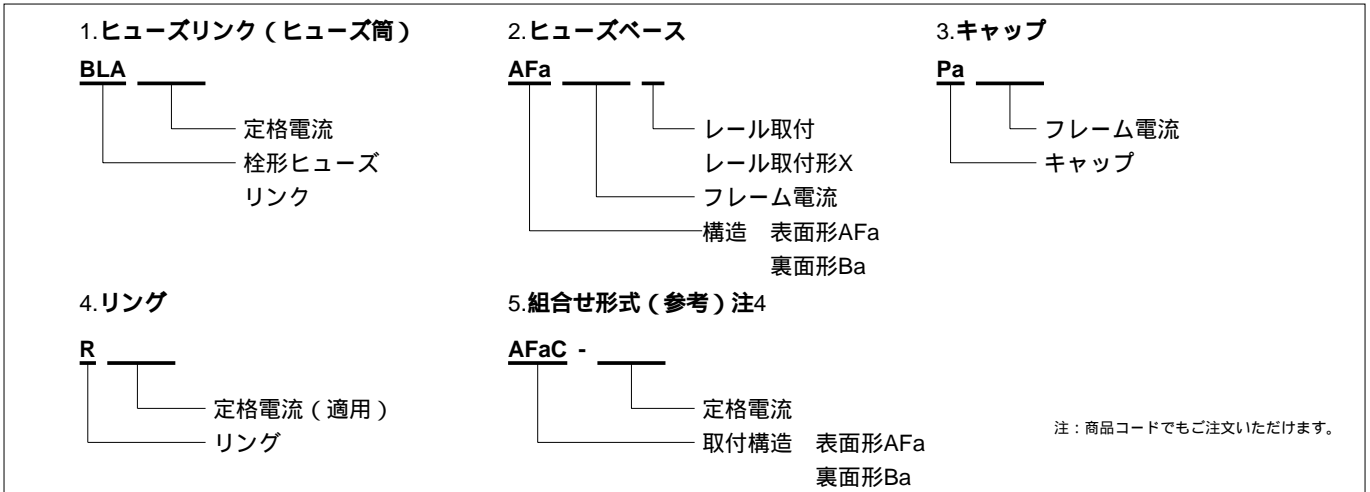 1.ヒューズリンク（ヒューズ筒）
BLA
定格電流
栓形ヒューズ
リンク
2.ヒューズベース
AFa
レール取付
レール取付形X
フレーム電流
構造　表面形AFa
裏面形Ba
3.キャップ
Pa
フレーム電流
キャップ
4.リング
R
定格電流（適用）
リング
5.組合せ形式（参考）注4
AFaC -
定格電流
取付構造　表面形AFa
裏面形Ba
注：商品コードでもご注文いただけます。